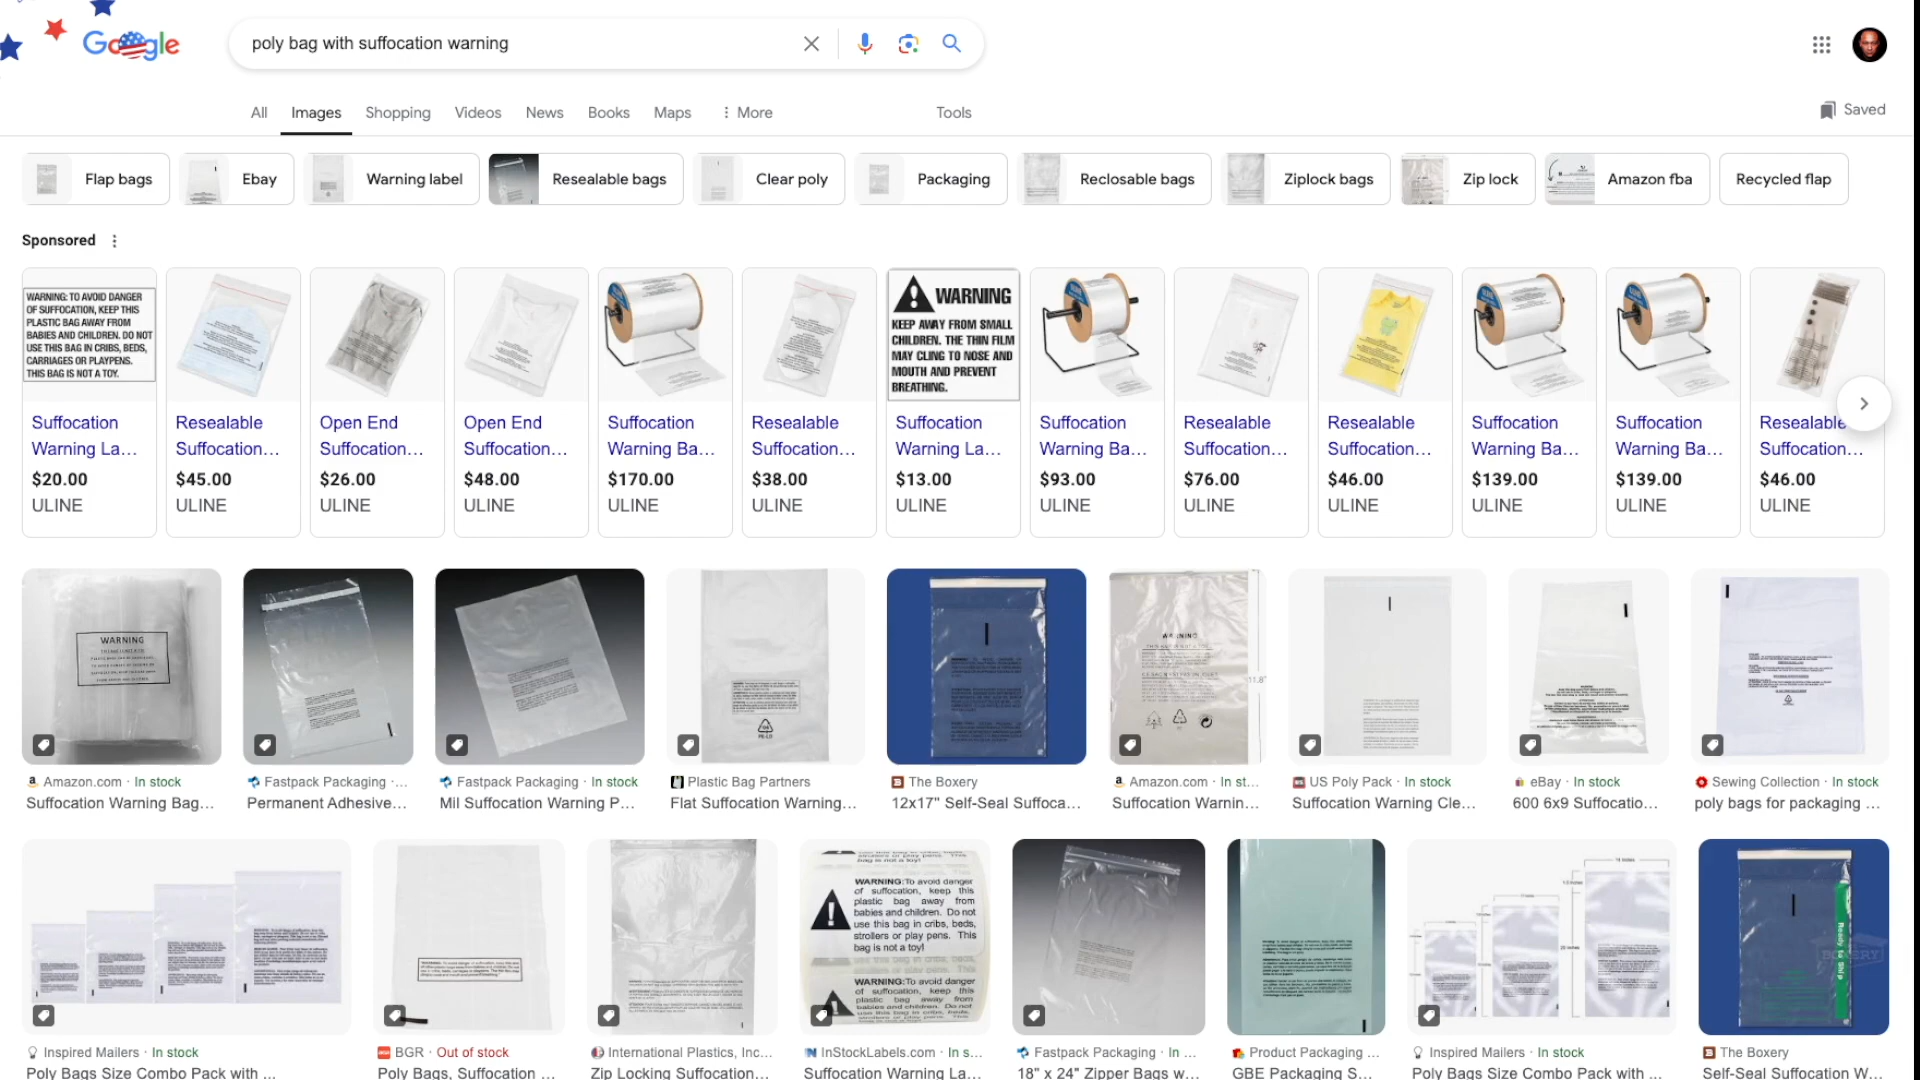 Google
poly bag with suffocation warning
All
Images
Shopping
Videos
News
Books
Maps
More
Tools
Saved
Flap bags
Ebay
Warning label
Resealable bags
Clear poly
Packaging
Reclosable bags
Ziplock bags
Zip lock
Amazon fba
Recycled flap
Sponsored
WARNING: TO AVOID DANGER
OF SUFFOCATION, KEEP THIS
PLASTIC BAG AWAY FROM
BABIES AND CHILDREN. DO NOT
USE THIS BAG IN CRIBS, BEDS,
CARRIAGES OR PLAYPENS.
THIS BAG IS NOT A TOY.
Suffocation
Warning La...
$20.00
ULINE
Resealable
Suffocation...
$45.00
ULINE
Open End
Suffocation...
$26.00
ULINE
Open End
Suffocation...
$48.00
ULINE
Suffocation
Warning Ba...
$170.00
ULINE
Resealable
Suffocation...
$38.00
ULINE
WARNING
KEEP AWAY FROM SMALL
CHILDREN. THE THIN FILM
MAY CLING TO NOSE AND
MOUTH AND PREVENT
BREATHING.
Suffocation
Warning La...
$13.00
ULINE
Suffocation
Warning Ba...
$93.00
ULINE
Resealable
Suffocation...
$76.00
ULINE
Resealable
Suffocation...
$46.00
ULINE
Suffocation
Warning Ba...
$139.00
ULINE
Suffocation
Warning Ba...
$139.00
ULINE
Resealable
Suffocation...
$46.00
ULINE
WARNING
WARNING
THIS BAG IS NOT A TOY
11.8"
Amazon.com · In stock
Suffocation Warning Bag...
Fastpack Packaging · ...
Permanent Adhesive...
Fastpack Packaging · In stock
Mil Suffocation Warning P...
Plastic Bag Partners
Flat Suffocation Warning...
The Boxery
12x17" Self-Seal Suffoca...
Amazon.com · In st...
Suffocation Warnin...
US Poly Pack · In stock
Suffocation Warning Cle...
eBay · In stock
600 6x9 Suffocatio...
Sewing Collection · In stock
poly bags for packaging ...
bag is not a toy!
WARNING:To avoid danger
of suffocation, keep this
plastic bag away from
babies and children. Do not
use this bag in cribs, beds,
strollers or play pens. This
bag is not a toy!
WARNING:To avoid danger
of suffocation, keep this
plastic bag away from
babies and children. Do not
use this bag in cribs, beds,
Ready to Ship
BOXERY
Inspired Mailers · In stock
Poly Bags Size Combo Pack with ...
BGR · Out of stock
Poly Bags, Suffocation ...
International Plastics, Inc...
Zip Locking Suffocation...
InStockLabels.com · In s...
Suffocation Warning La...
Fastpack Packaging · In ...
18" x 24" Zipper Bags w...
Product Packaging ...
GBE Packaging S...
Inspired Mailers · In stock
Poly Bags Size Combo Pack with ...
The Boxery
Self-Seal Suffocation W...